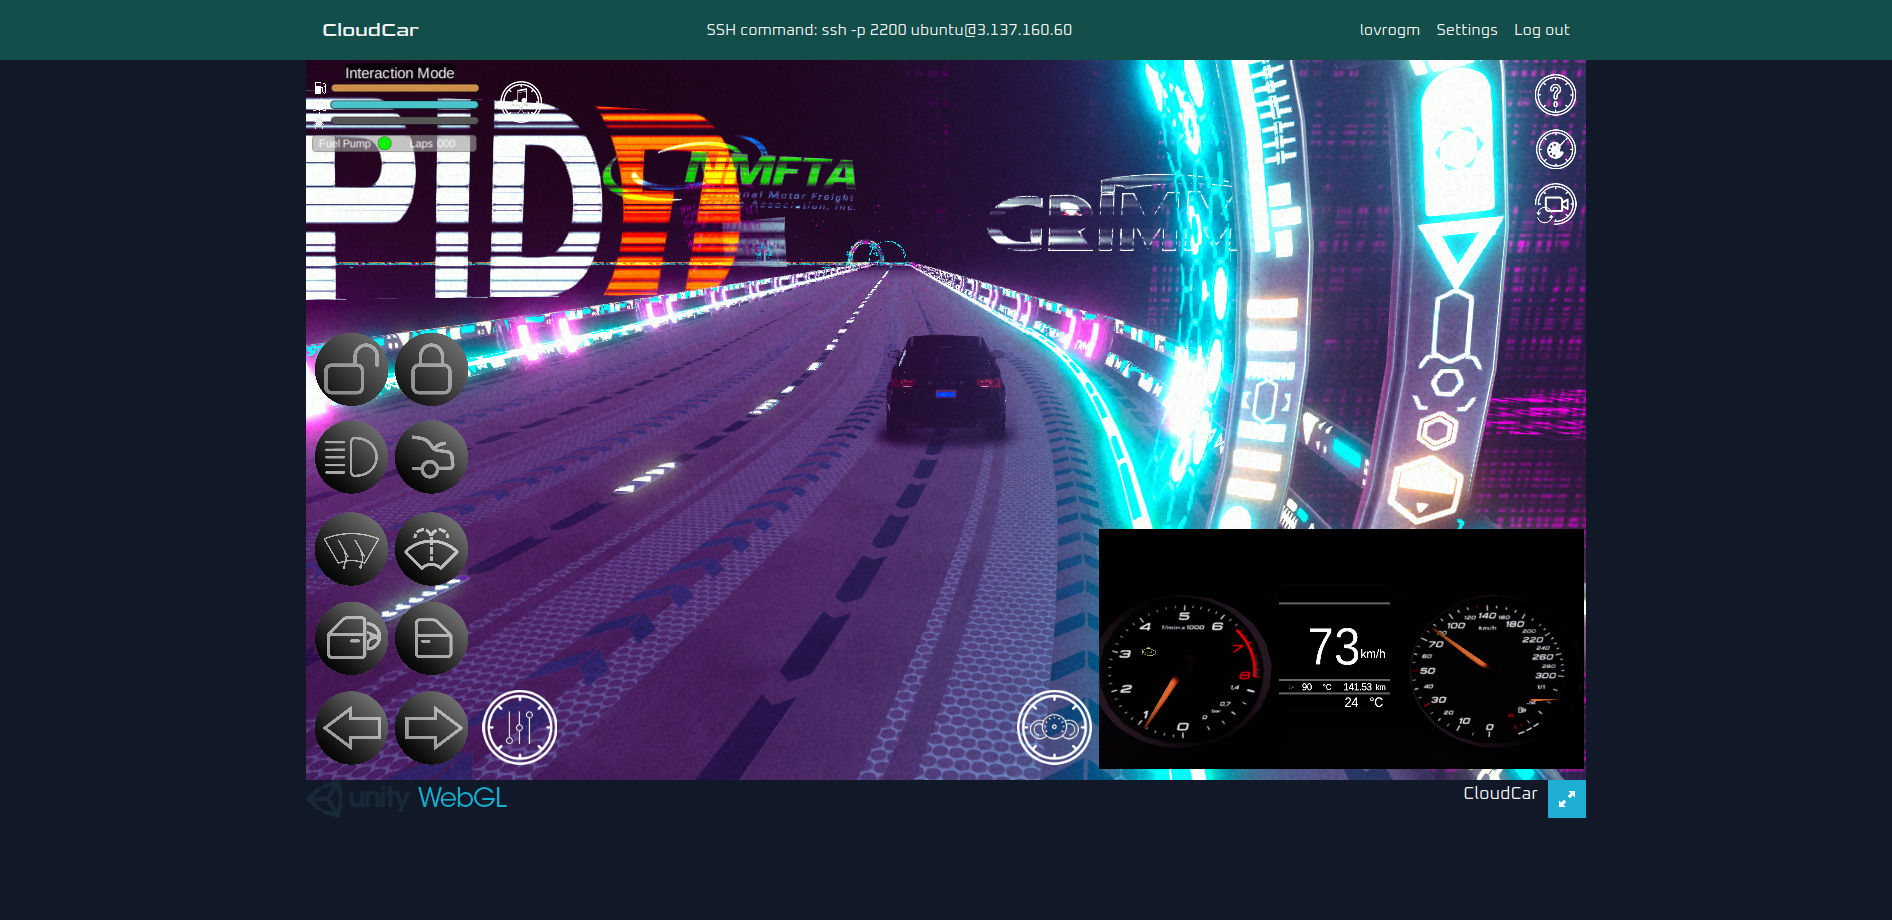 CloudCar
SSH command: ssh -p 2200 ubuntu@3.137.160.60
lovrogm Settings Log out
Interaction Mode
Fuel Pump Laps 000
PID
NMFTA
Motor Freight
Association, Inc.
GRIMM
0 1 2 3 4 5 6 7 8
1/min x 1000
73 km/h
90 °C 141.53 km
24 °C
0 10 30 40 50 60 70 100 120 140 160 180 200 220 240 260 280 300
km/h
1/1
unity WebGL
CloudCar